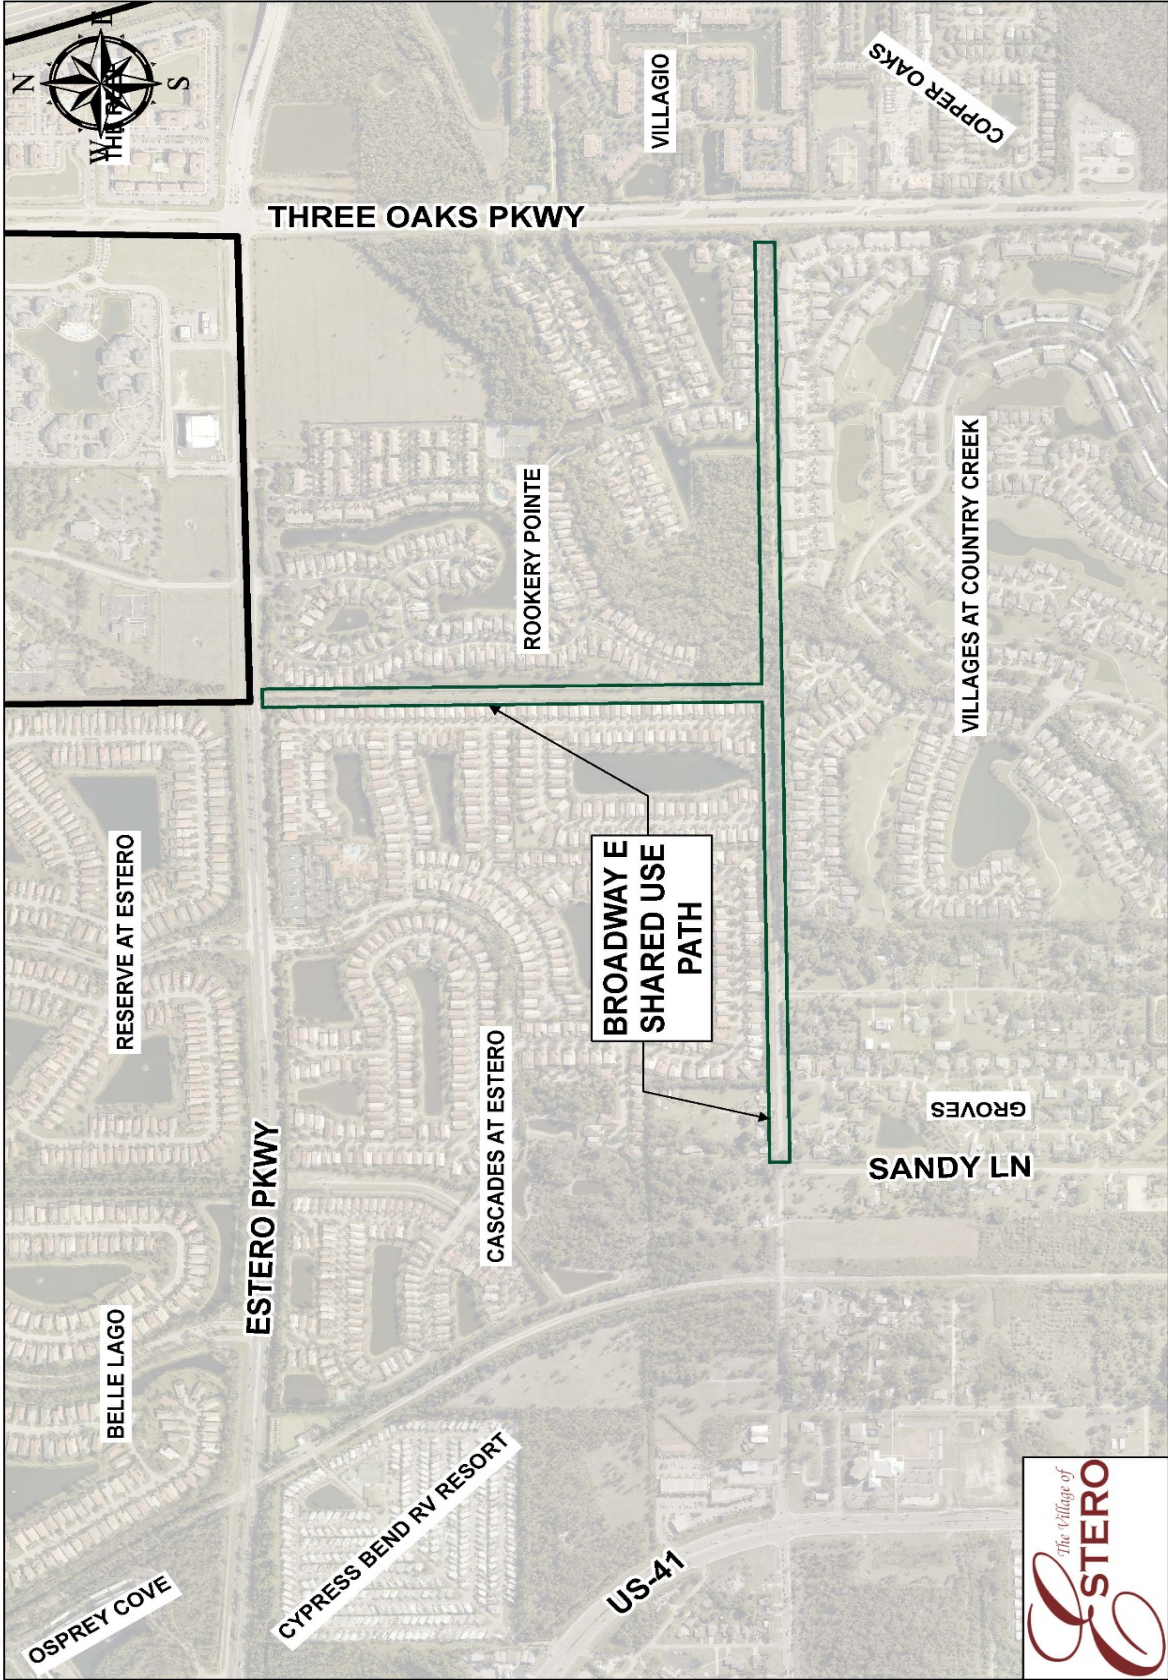 N
E
S
W
THE R
THREE OAKS PKWY
VILLAGIO
COPPER OAKS
ROOKERY POINTE
VILLAGES AT COUNTRY CREEK
RESERVE AT ESTERO
BROADWAY E
SHARED USE
PATH
CASCADES AT ESTERO
GROVES
SANDY LN
ESTERO PKWY
BELLE LAGO
CYPRESS BEND RV RESORT
OSPREY COVE
US-41
The Village of
ESTERO